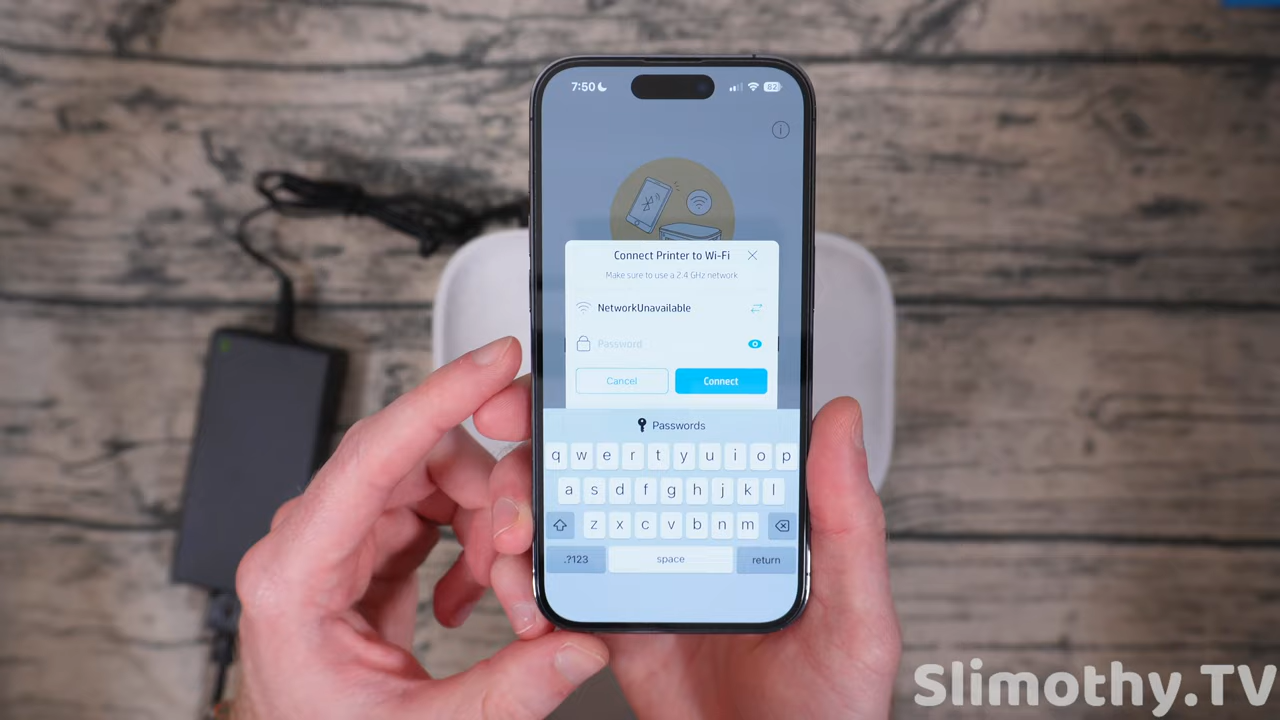 7:50
82
Connect Printer to Wi-Fi
Make sure to use a 2.4 GHz network
NetworkUnavailable
Password
Cancel
Connect
Passwords
q w e r t y u i o p
a s d f g h j k l
z x c v b n m
.?123
space
return
Slimothy.TV